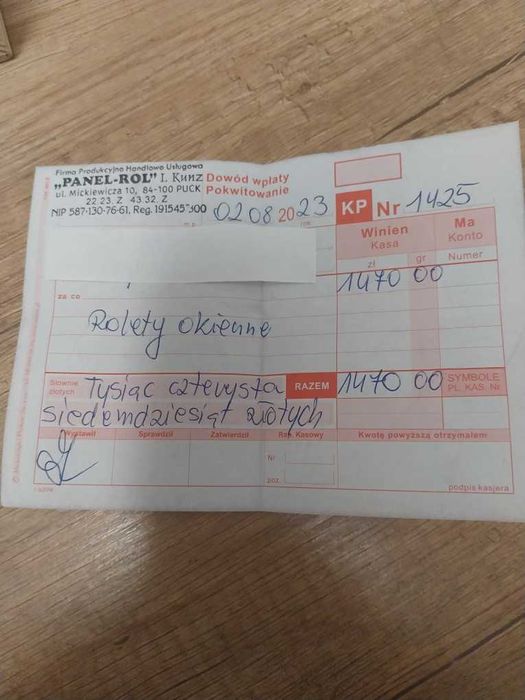 Firma Produkcyjno Handlowo Usługowa
„PANEL-ROL" I. Kunz
ul. Mickiewicza 10, 84-100 PUCK
22.23. Z 43.32. Z
NIP 587-130-76-61, Reg. 191545300
Dowód wpłaty
Pokwitowanie
02 08 2023
KP Nr 1425
Winien
Kasa
Ma
Konto
zł gr Numer
za co
1470 00
Rolety okienne
Słownie
złotych
Tysiąc czterysta
siedemdziesiąt złotych
RAZEM 1470 00
SYMBOLE
PL. KAS. Nr
Wystawił Sprawdził Zatwierdził Rap. Kasowy Kwotę powyższą otrzymałem
Nr
poz.
podpis kasjera